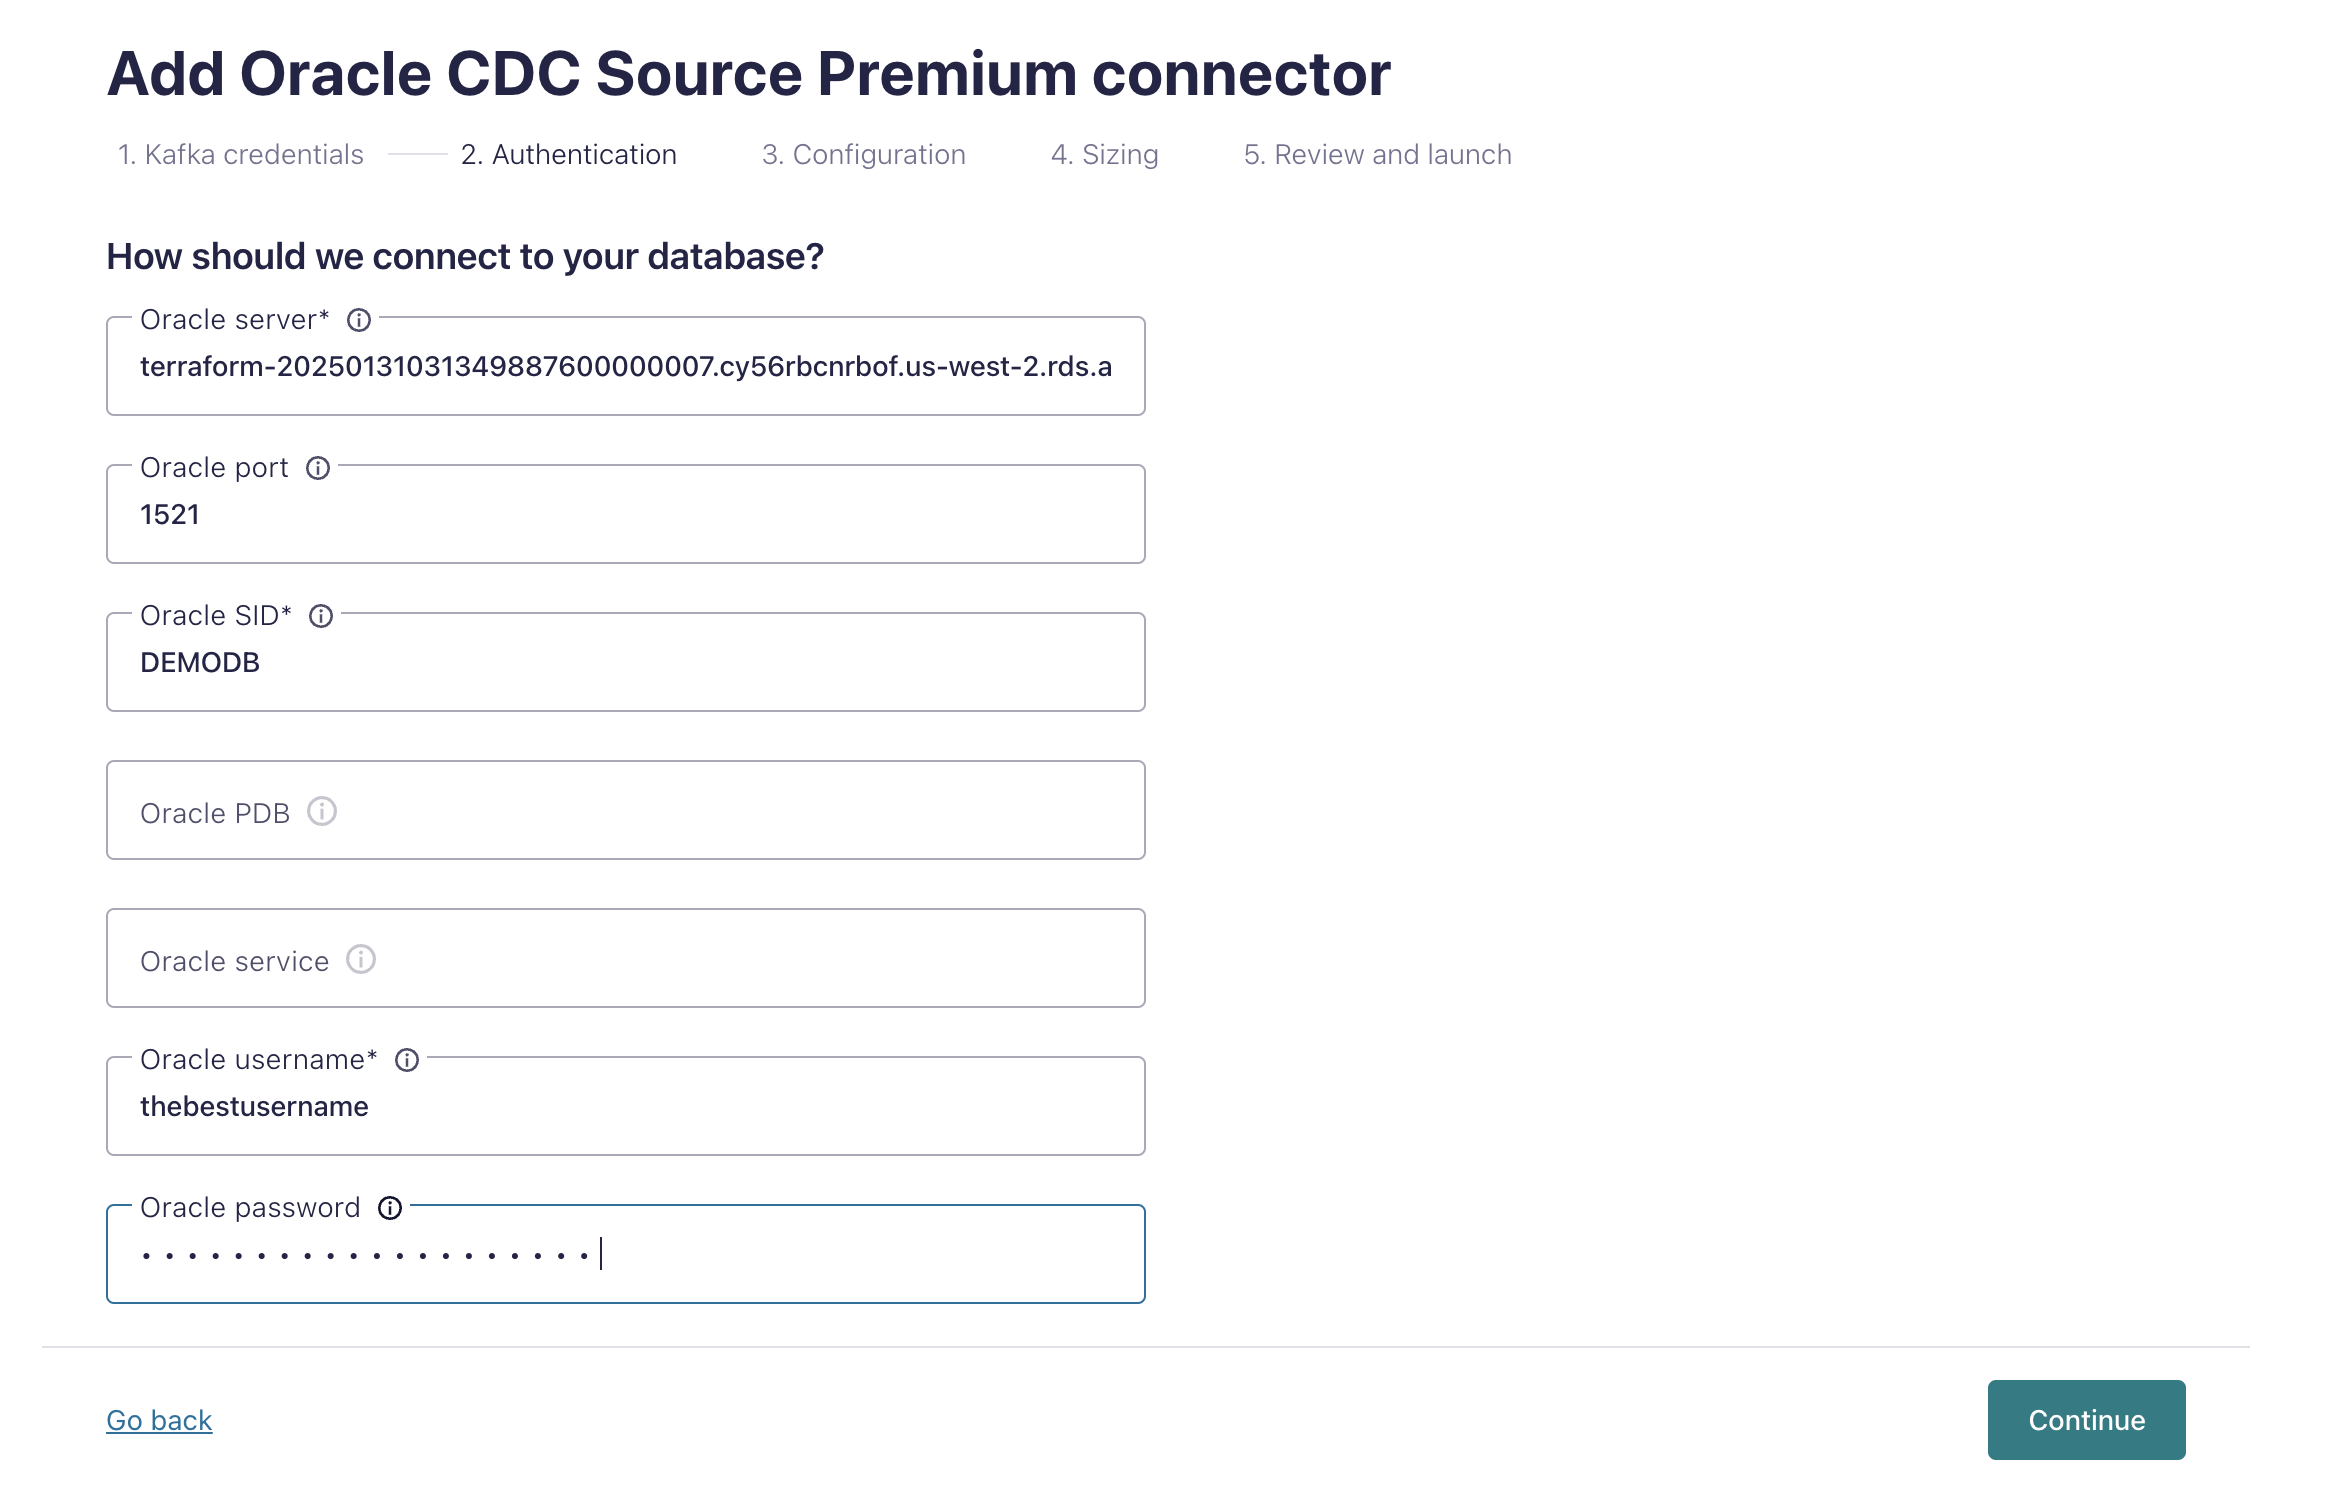 Add Oracle CDC Source Premium connector
1. Kafka credentials 2. Authentication 3. Configuration 4. Sizing 5. Review and launch
How should we connect to your database?
Oracle server*
terraform-20250131031349887600000007.cy56rbcnrbof.us-west-2.rds.a
Oracle port
1521
Oracle SID*
DEMODB
Oracle PDB
Oracle service
Oracle username*
thebestusername
Oracle password
••••••••••••••••••••
Go back
Continue